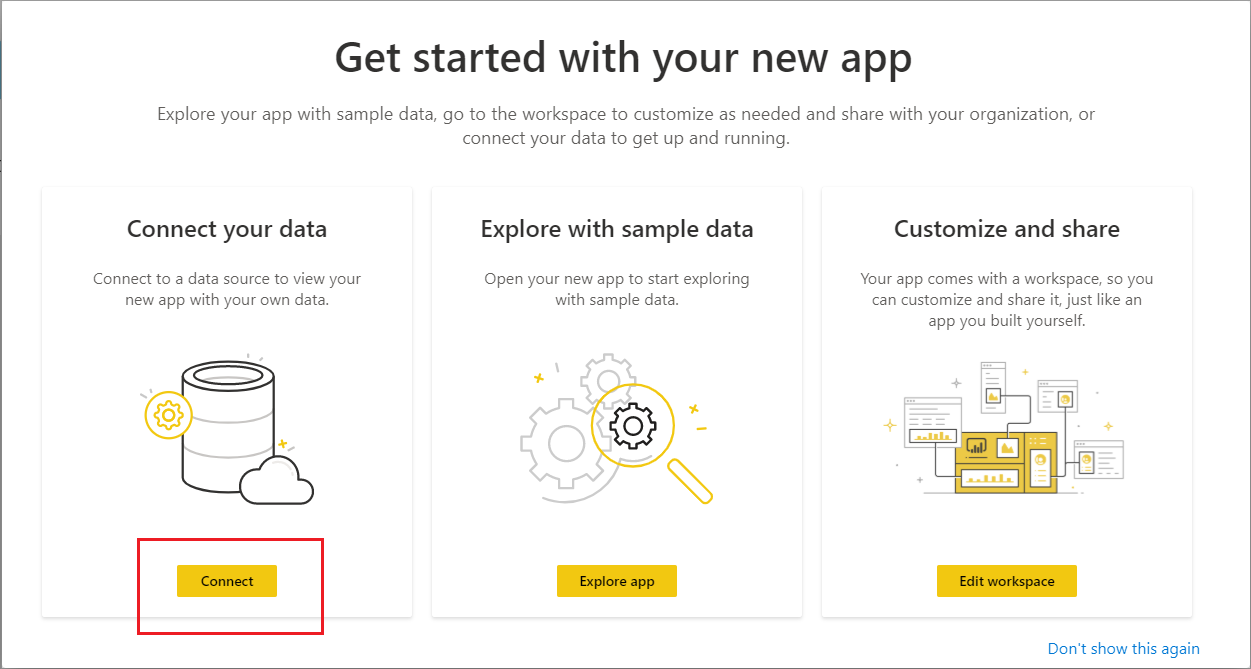 Get started with your new app
Explore your app with sample data, go to the workspace to customize as needed and share with your organization, or
connect your data to get up and running.
Connect your data
Connect to a data source to view your
new app with your own data.
Connect
Explore with sample data
Open your new app to start exploring
with sample data.
Explore app
Customize and share
Your app comes with a workspace, so you
can customize and share it, just like an
app you built yourself.
Edit workspace
Don't show this again